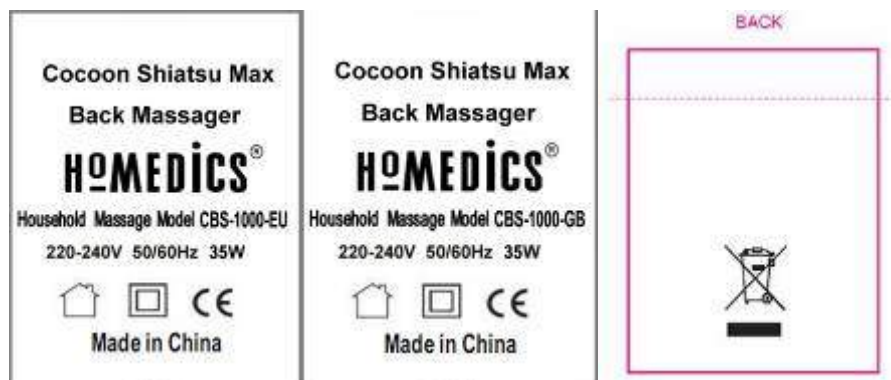 Cocoon Shiatsu Max
Back Massager
HoMEDiCS®
Household Massage Model CBS-1000-EU
220-240V 50/60Hz 35W
CE
Made in China
Cocoon Shiatsu Max
Back Massager
HoMEDiCS®
Household Massage Model CBS-1000-GB
220-240V 50/60Hz 35W
CE
Made in China
BACK